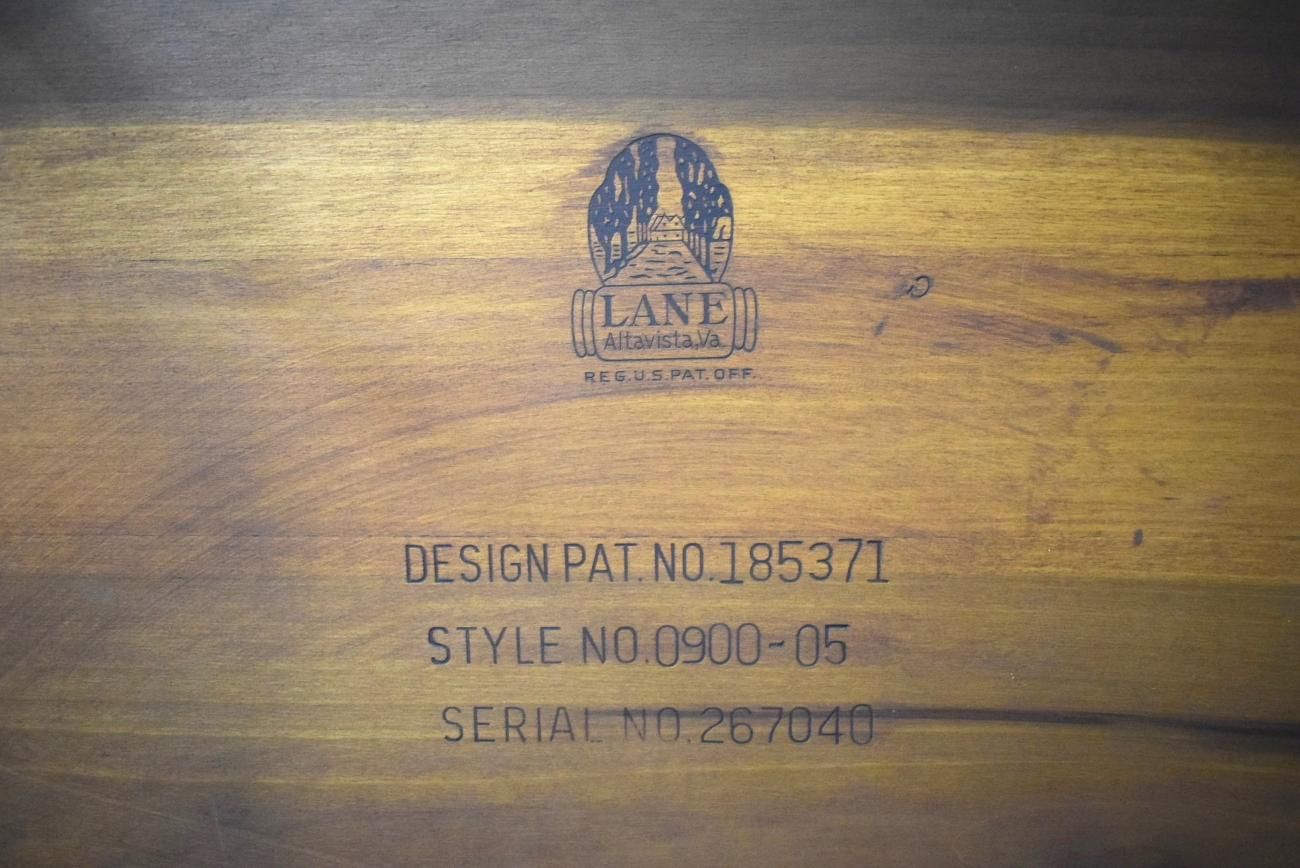 LANE
Altavista,Va.
REG.U.S.PAT.OFF.
DESIGN PAT. NO.185371
STYLE NO.0900-05
SERIAL NO.267040